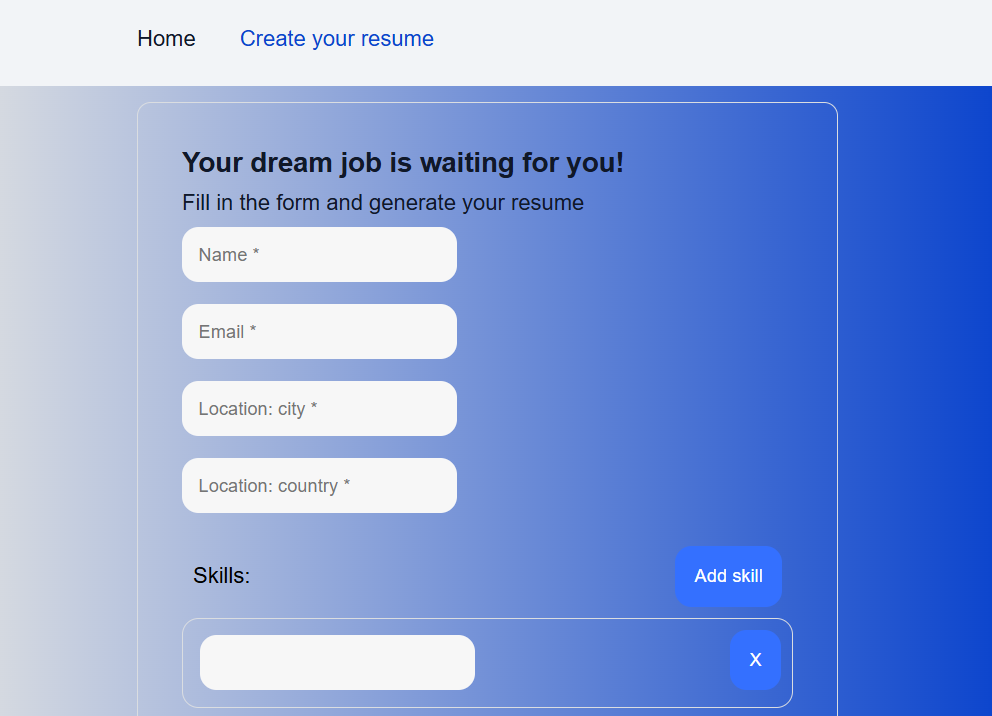 Home Create your resume
Your dream job is waiting for you!
Fill in the form and generate your resume
Name *
Email *
Location: city *
Location: country *
Skills: Add skill
X